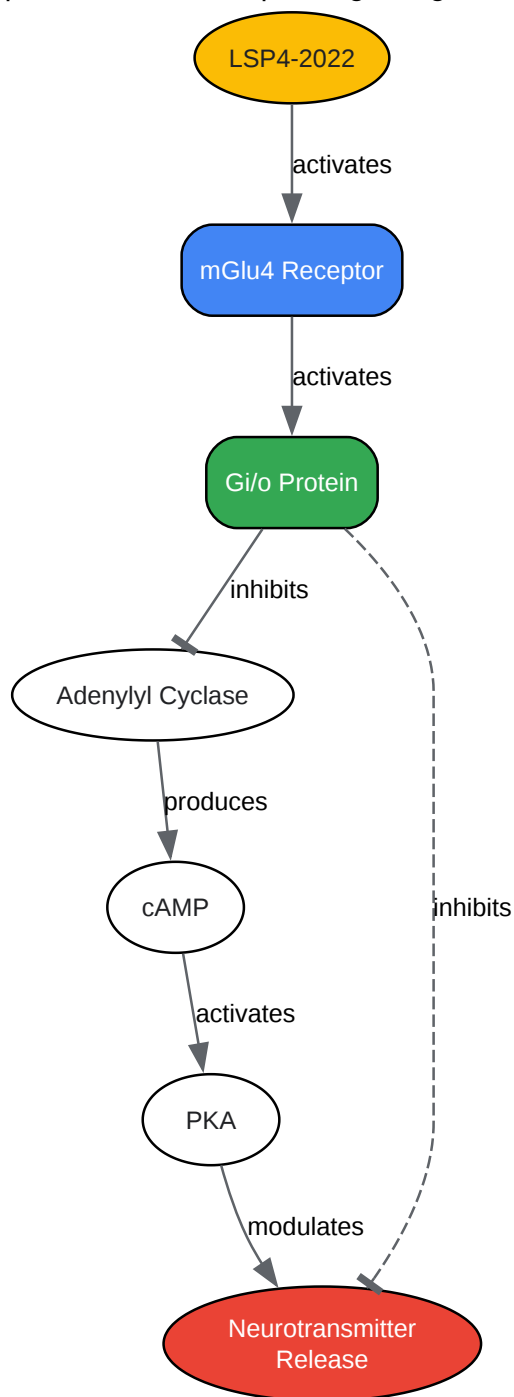 LSP4-2022
activates
mGlu4 Receptor
activates
Gi/o Protein
inhibits
Adenylyl Cyclase
produces
cAMP
inhibits
activates
PKA
modulates
Neurotransmitter
Release